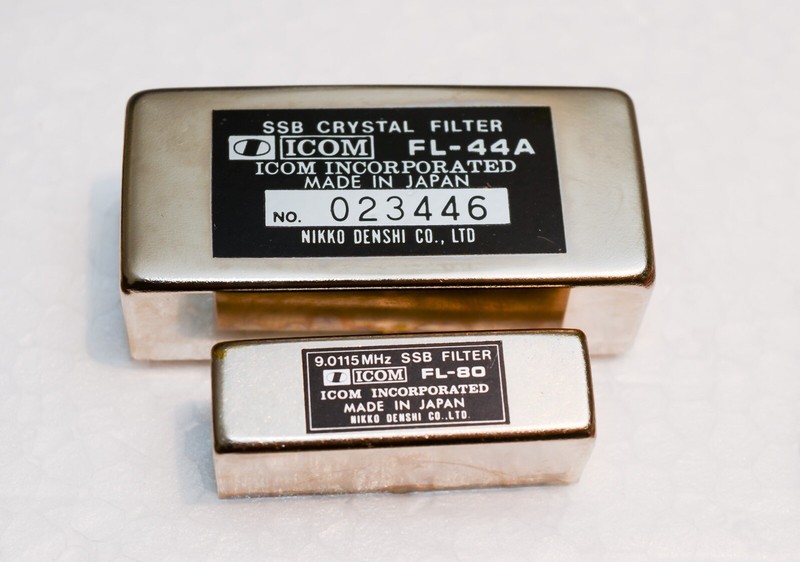 SSB CRYSTAL FILTER
ICOM FL-44A
ICOM INCORPORATED
MADE IN JAPAN
NO. 023446
NIKKO DENSHI CO., LTD
9.0115MHz SSB FILTER
ICOM FL-80
ICOM INCORPORATED
MADE IN JAPAN
NIKKO DENSHI CO.,LTD.